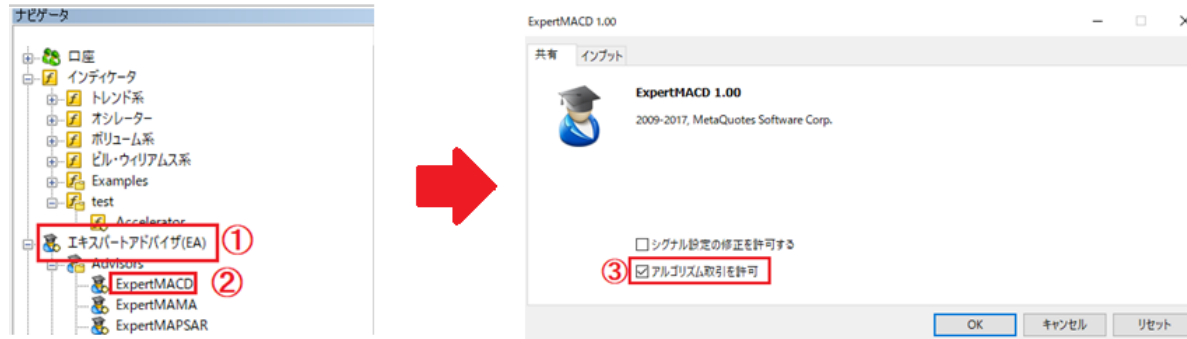 ナビゲータ
口座
インディケータ
トレンド系
オシレーター
ボリューム系
ビル・ウィリアムス系
Examples
test
Accelerator
エキスパートアドバイザ(EA) ①
Advisors
ExpertMACD ②
ExpertMAMA
ExpertMAPSAR
ExpertMACD 1.00
共有 インプット
ExpertMACD 1.00
2009-2017, MetaQuotes Software Corp.
シグナル設定の修正を許可する
③ アルゴリズム取引を許可
OK キャンセル リセット